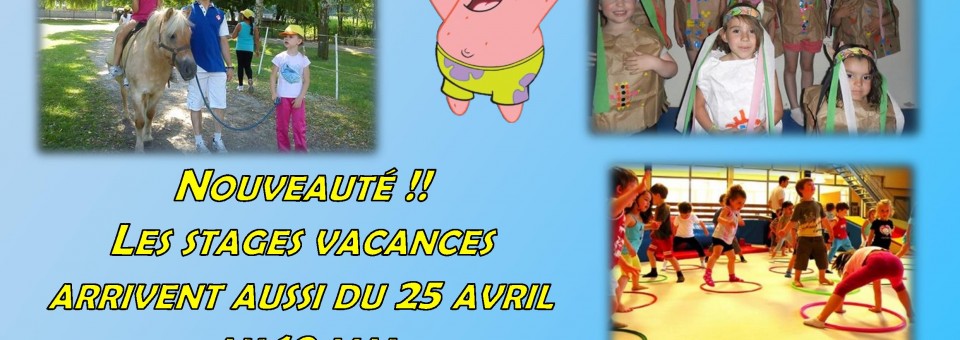 NOUVEAUTÉ !!
LES STAGES VACANCES
ARRIVENT AUSSI DU 25 AVRIL